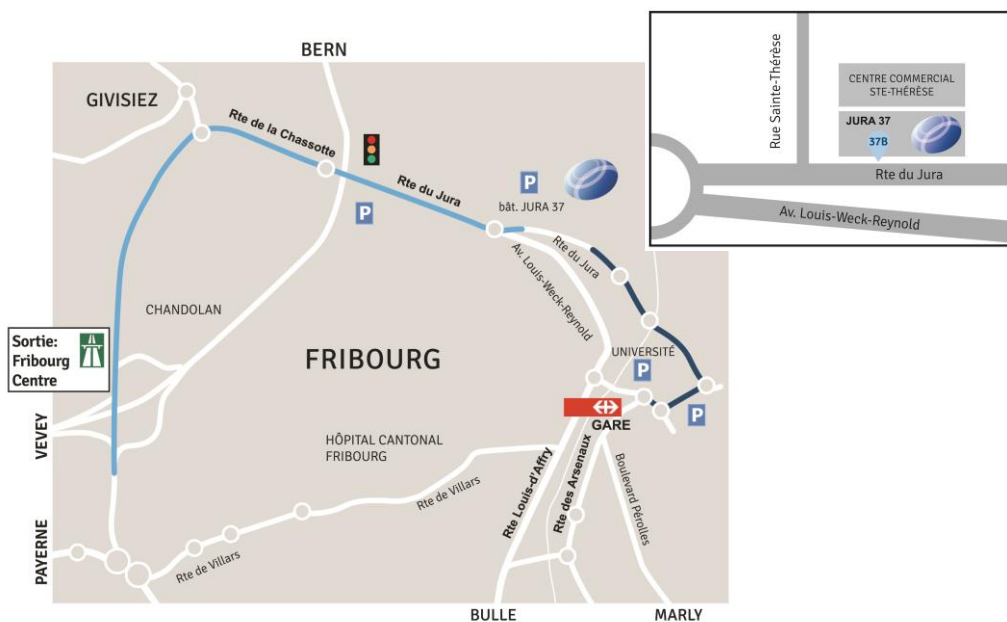 BERN
GIVISIEZ
Rte de la Chassotte
Rte du Jura
P
P
bât. JURA 37
Rte du Jura
Av. Louis-Weck-Reynold
CHANDOLAN
Sortie:
Fribourg
Centre
FRIBOURG
UNIVERSITÉ
P
P
GARE
VEVEY
HÔPITAL CANTONAL
FRIBOURG
Rte de Villars
Rte Louis-d'Affry
Rte des Arsenaux
Boulevard Pérolles
PAYERNE
Rte de Villars
BULLE
MARLY
Rue Sainte-Thérèse
CENTRE COMMERCIAL
STE-THÉRÈSE
JURA 37
37B
Rte du Jura
Av. Louis-Weck-Reynold